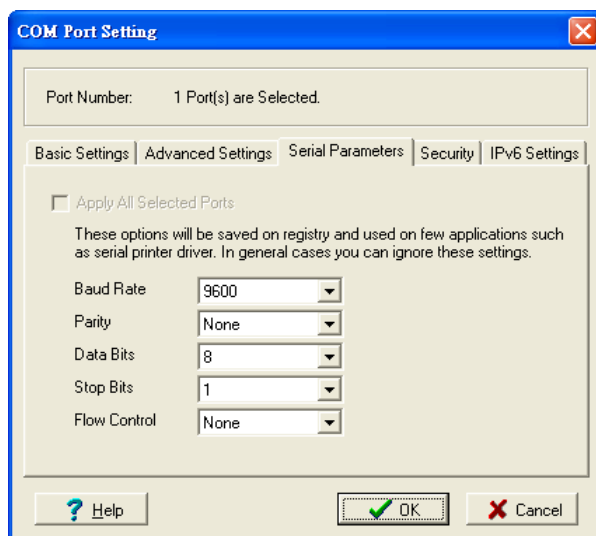 COM Port Setting
Port Number: 1 Port(s) are Selected.
Basic Settings Advanced Settings Serial Parameters Security IPv6 Settings
Apply All Selected Ports
These options will be saved on registry and used on few applications such
as serial printer driver. In general cases you can ignore these settings.
Baud Rate 9600
Parity None
Data Bits 8
Stop Bits 1
Flow Control None
? Help OK Cancel